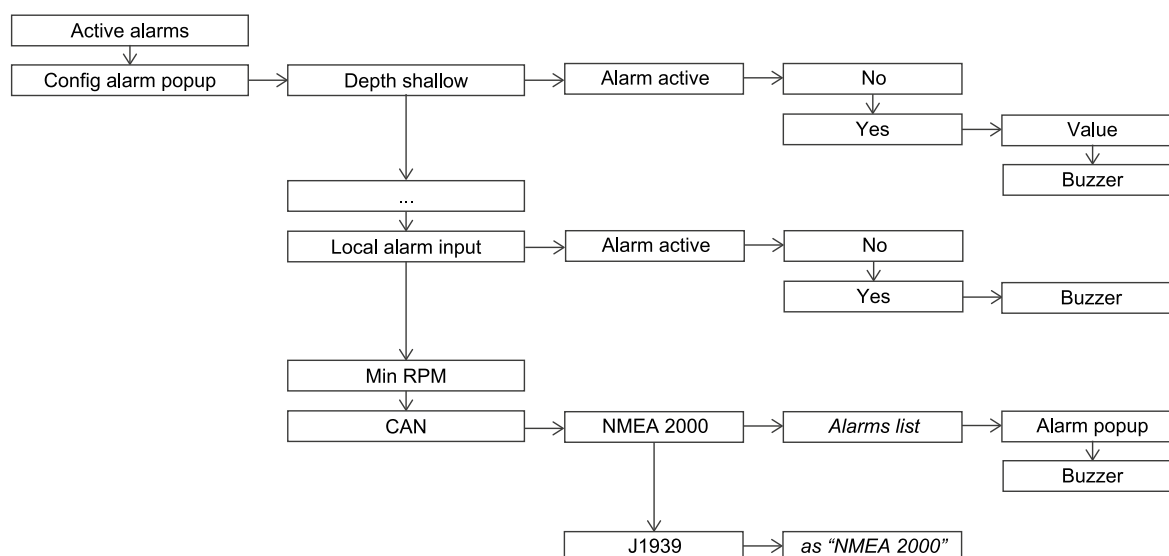 Active alarms
Config alarm popup
Depth shallow
Alarm active
No
Yes
Value
Buzzer
...
Local alarm input
Alarm active
No
Yes
Buzzer
Min RPM
CAN
NMEA 2000
Alarms list
Alarm popup
Buzzer
J1939
as “NMEA 2000”